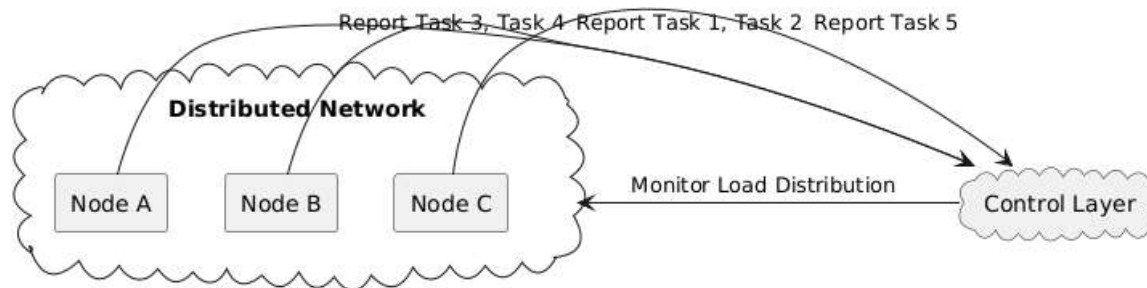 Report Task 3, Task 4 Report Task 1, Task 2 Report Task 5
Distributed Network
Node A Node B Node C
Monitor Load Distribution
Control Layer